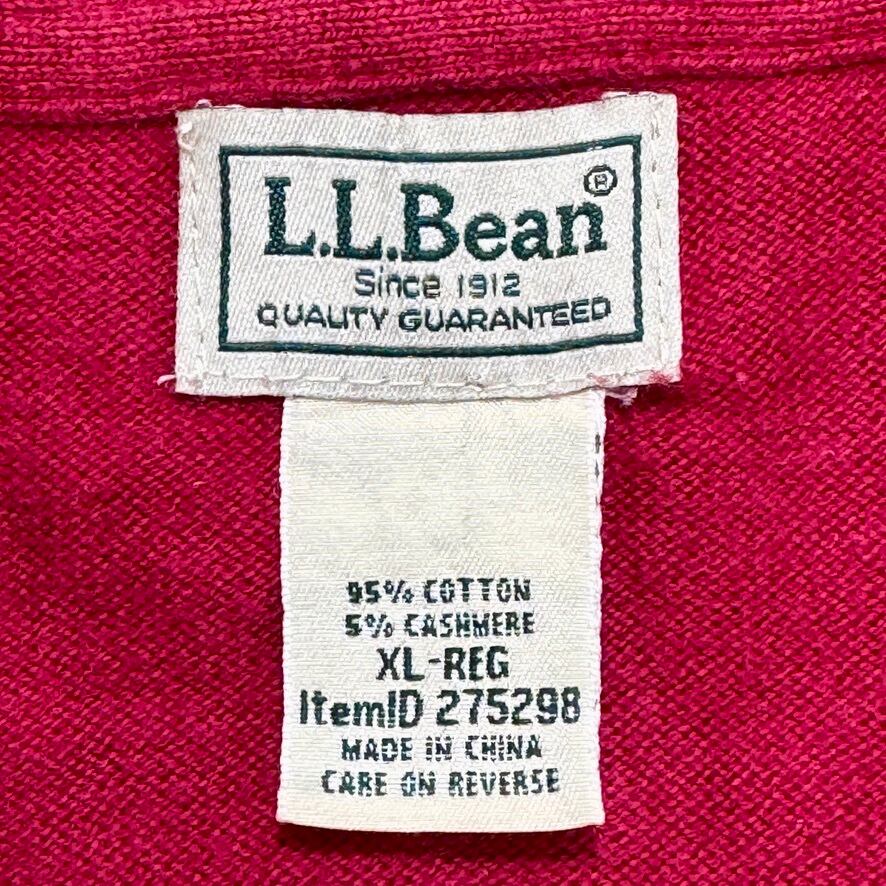 L.L.Bean®
Since 1912
QUALITY GUARANTEED
95% COTTON
5% CASHMERE
XL-REG
ItemID 275298
MADE IN CHINA
CARE ON REVERSE